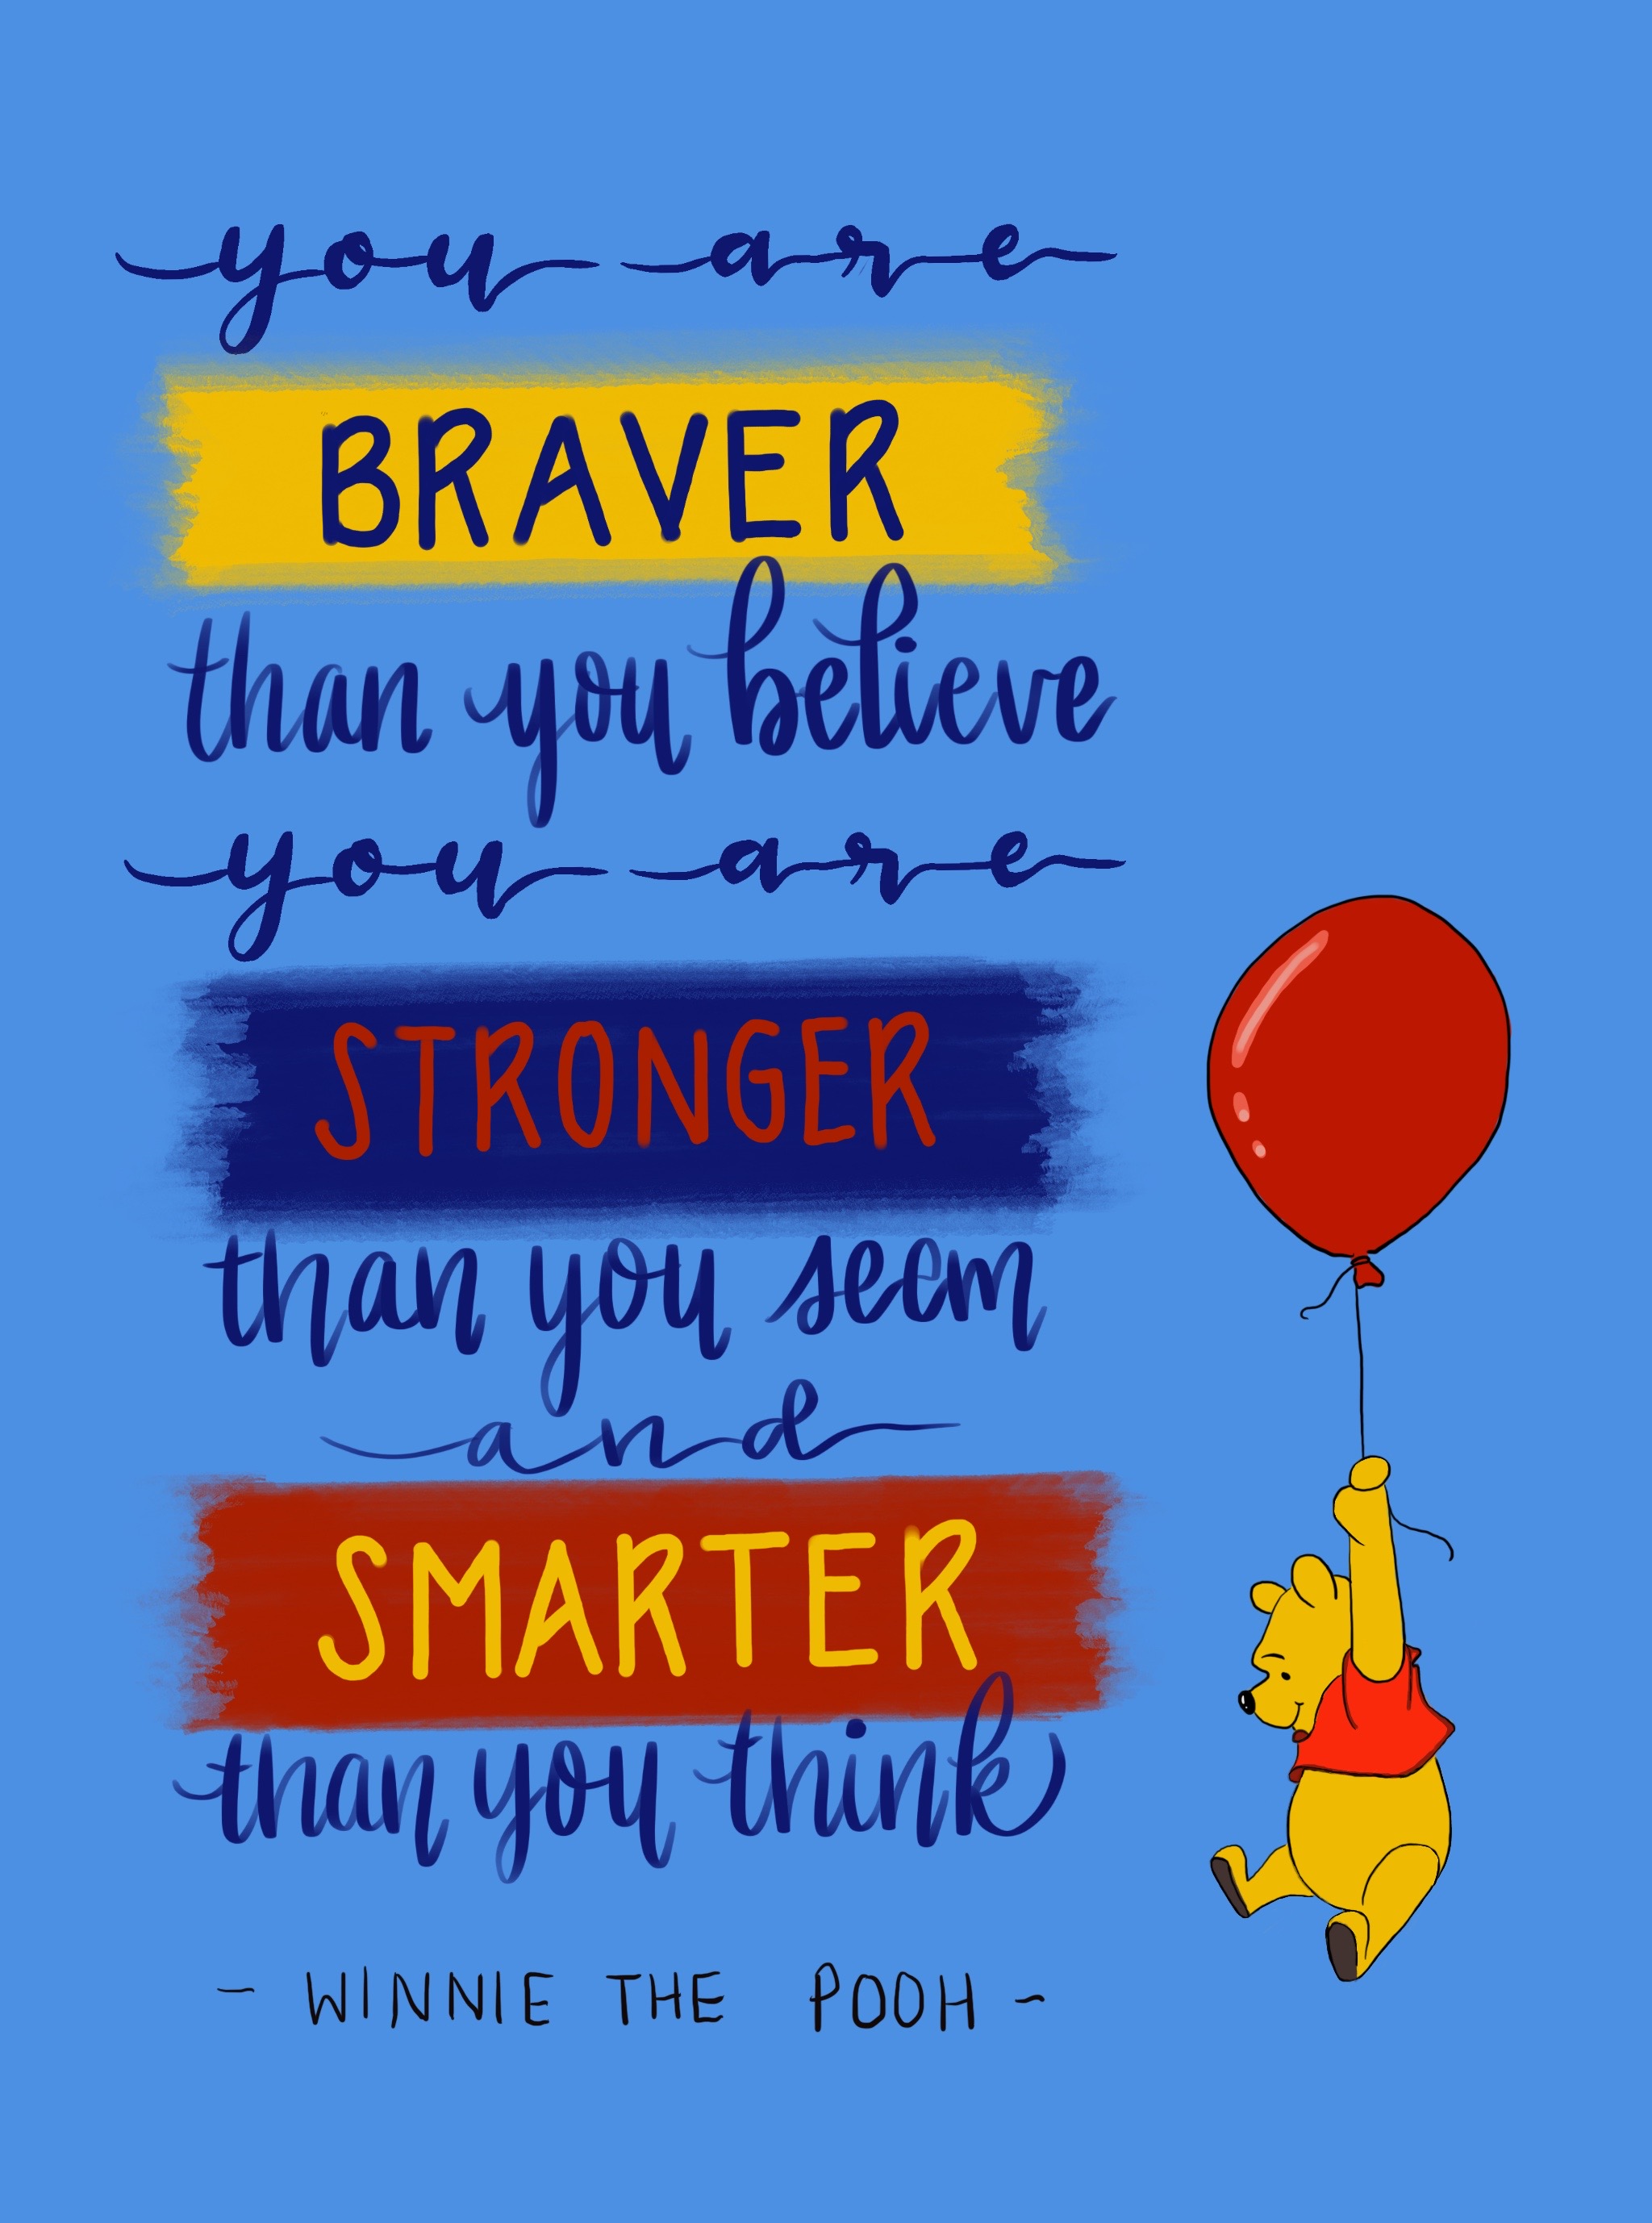 you are
BRAVER
than you believe
you are
STRONGER
than you seem
and
SMARTER
than you think
- WINNIE THE POOH -